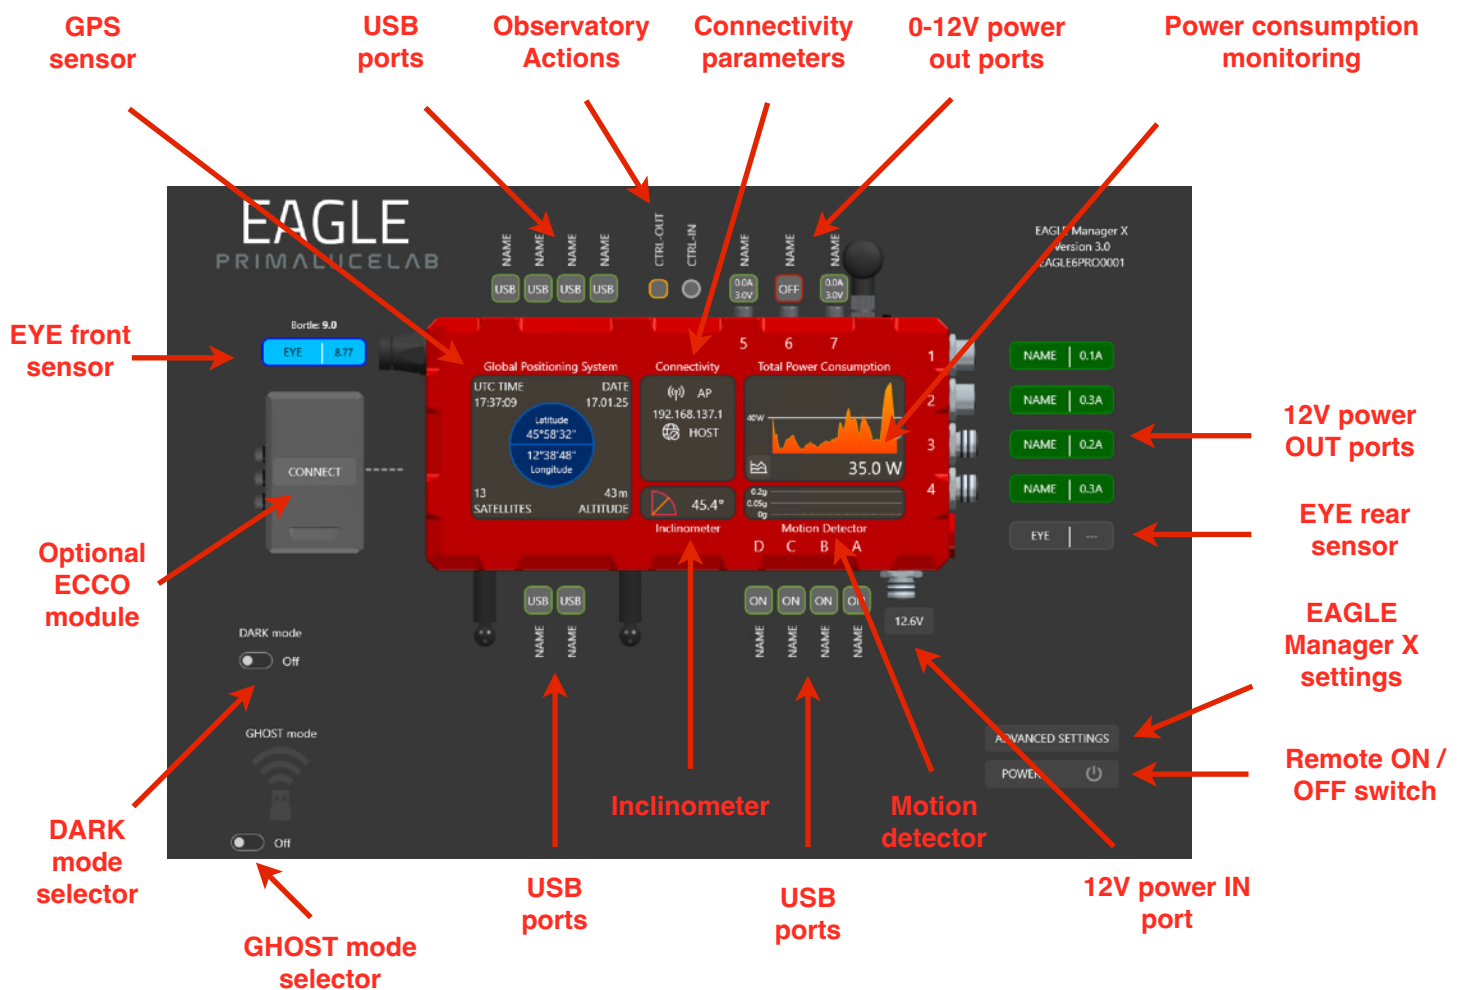 GPS
sensor
USB
ports
Observatory
Actions
Connectivity
parameters
0-12V power
out ports
Power consumption
monitoring
EAGLE
PRIMALUCELAB
NAME
NAME
NAME
NAME
CTRL-OUT
CTRL-IN
NAME
NAME
NAME
EAGLE Manager X
Version 3.0
EAGLE6PRO0001
USB
USB
USB
USB
0.0A
3.0V
OFF
0.0A
3.0V
EYE front
sensor
Bortle: 9.0
EYE 8.77
5 6 7
Global Positioning System
Connectivity
Total Power Consumption
UTC TIME
17:37:09
DATE
17.01.25
Latitude
45°58'32"
12°38'48"
Longitude
13
SATELLITES
43 m
ALTITUDE
AP
192.168.137.1
HOST
40W
35.0 W
45.4°
Inclinometer
0.2g
0.05g
0g
Motion Detector
D C B A
1
2
3
4
NAME 0.1A
NAME 0.3A
NAME 0.2A
NAME 0.3A
EYE ---
12V power
OUT ports
EYE rear
sensor
CONNECT
Optional
ECCO
module
USB
USB
NAME
NAME
ON
ON
ON
ON
NAME
NAME
NAME
NAME
12.6V
EAGLE
Manager X
settings
DARK mode
Off
GHOST mode
Off
ADVANCED SETTINGS
POWER
Remote ON /
OFF switch
Inclinometer
Motion
detector
DARK
mode
selector
USB
ports
USB
ports
12V power IN
port
GHOST mode
selector